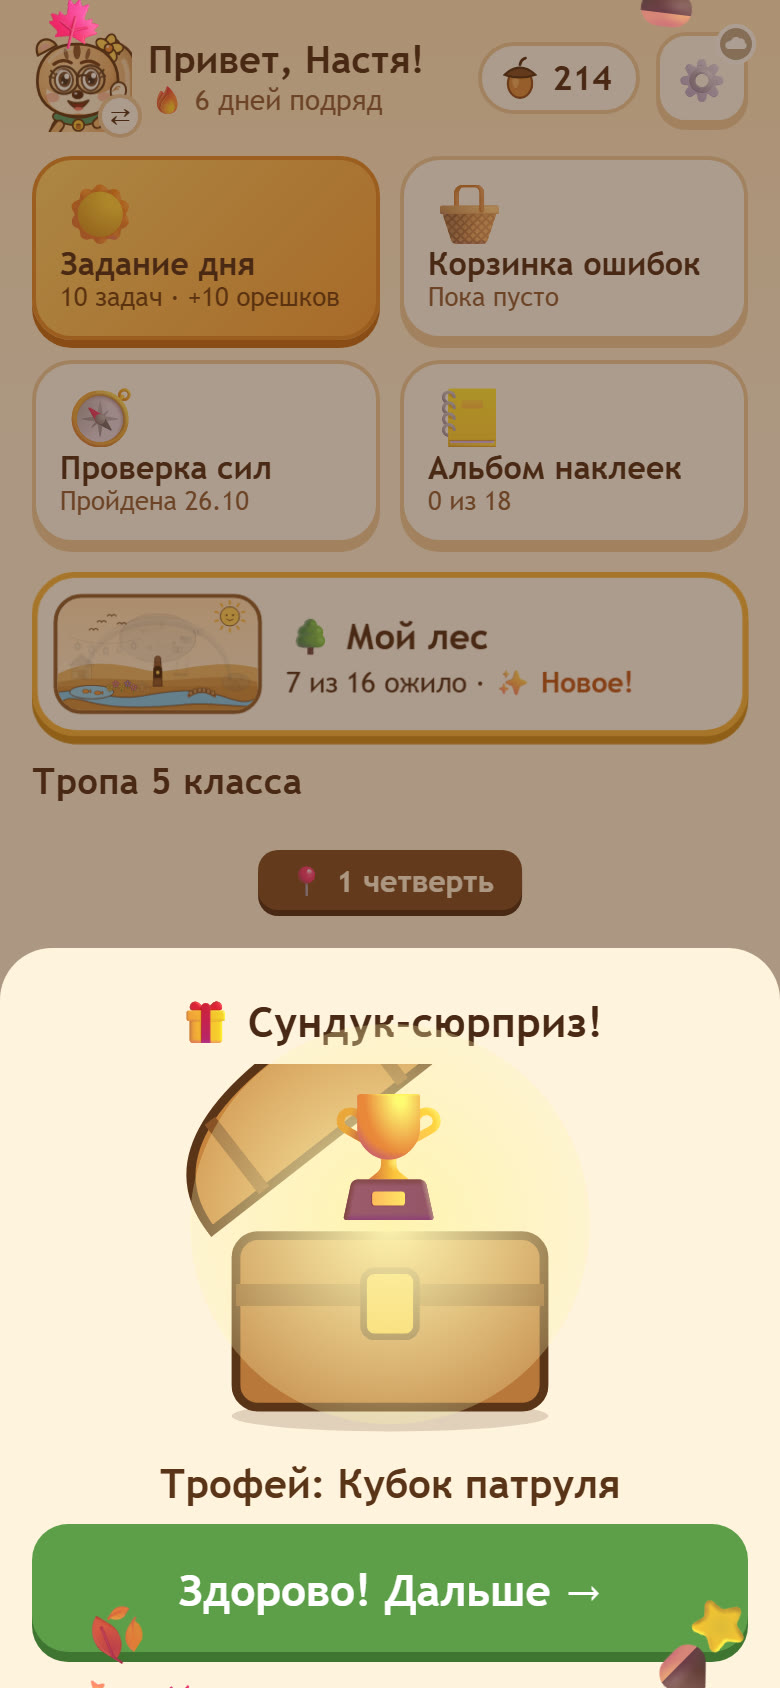 Привет, Настя!
6 дней подряд
214
Задание дня
10 задач · +10 орешков
Корзинка ошибок
Пока пусто
Проверка сил
Пройдена 26.10
Альбом наклеек
0 из 18
Мой лес
7 из 16 ожило · ✨ Новое!
Тропа 5 класса
1 четверть
Сундук-сюрприз!
Трофей: Кубок патруля
Здорово! Дальше →